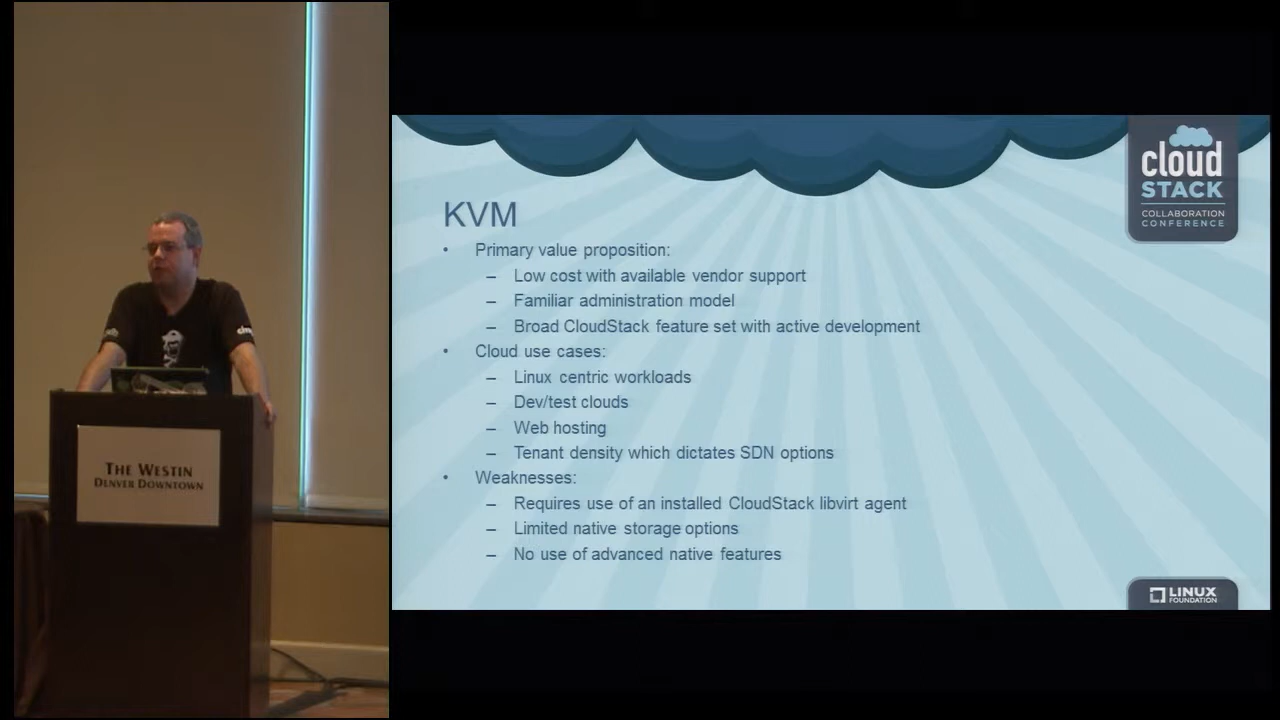 THE WESTIN
DENVER DOWNTOWN
cloud
STACK
COLLABORATION
CONFERENCE
KVM
• Primary value proposition:
– Low cost with available vendor support
– Familiar administration model
– Broad CloudStack feature set with active development
• Cloud use cases:
– Linux centric workloads
– Dev/test clouds
– Web hosting
– Tenant density which dictates SDN options
• Weaknesses:
– Requires use of an installed CloudStack libvirt agent
– Limited native storage options
– No use of advanced native features
LINUX
FOUNDATION